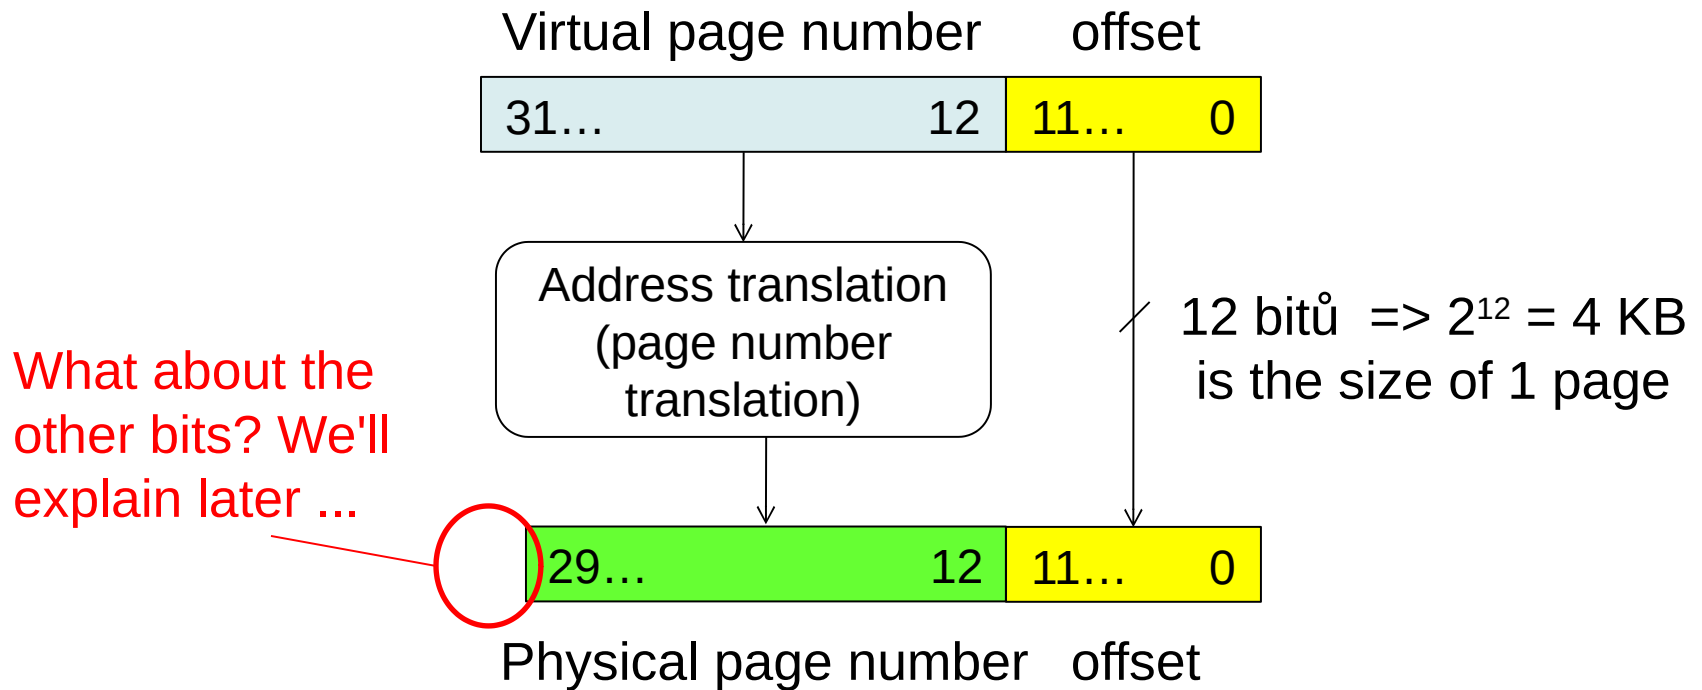 Virtual page number offset
31… 12 11… 0
Address translation
(page number
translation)
12 bitů => 2¹² = 4 KB
is the size of 1 page
What about the
other bits? We'll
explain later ...
29… 12 11… 0
Physical page number offset